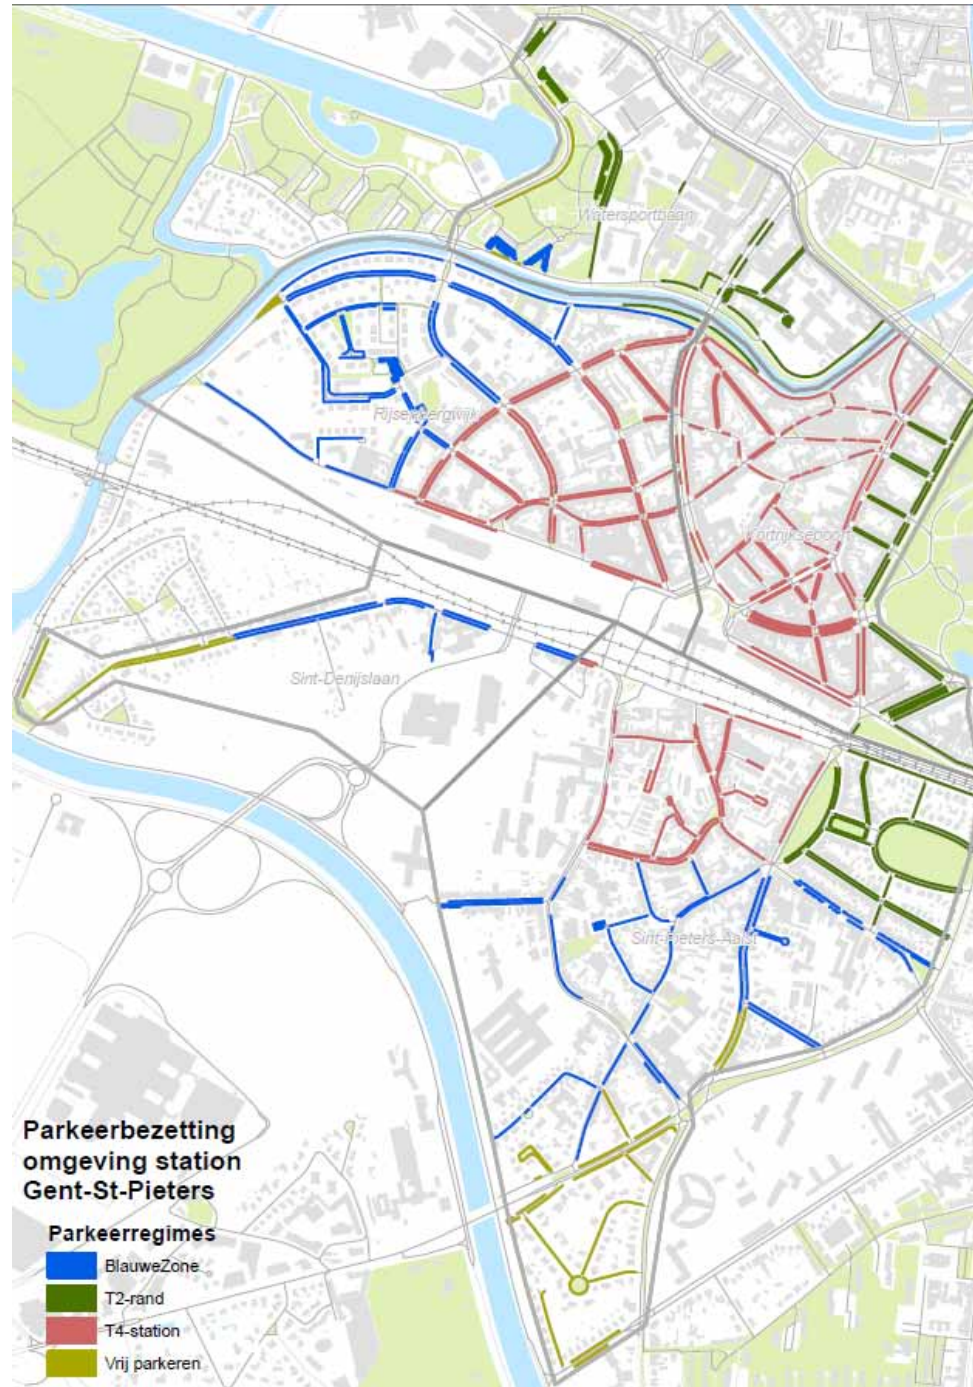 Watersportbaan
Rijsenbergwijk
Kortrijksepoort
Sint-Denijslaan
Sint-Pieters-Aalst
Parkeerbezetting
omgeving station
Gent-St-Pieters
Parkeerregimes
BlauweZone
T2-rand
T4-station
Vrij parkeren